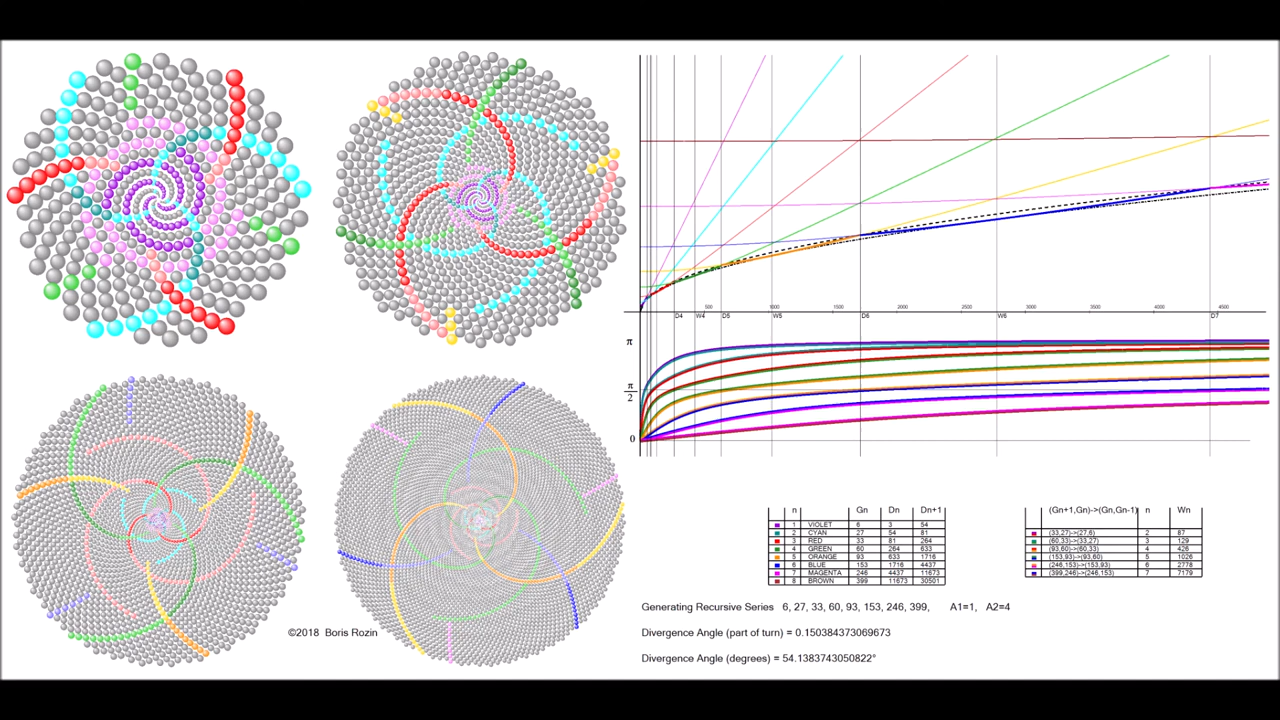 500 1000 1500 2000 2500 3000 3500 4000 4500
D4 W4 D5 W5 D6 W6 D7
π
π
2
0
n Gn Dn Dn+1
1 VIOLET 6 3 54
2 CYAN 27 54 81
3 RED 33 81 264
4 GREEN 60 264 633
5 ORANGE 93 633 1716
6 BLUE 153 1716 4437
7 MAGENTA 246 4437 11673
8 BROWN 399 11673 30501
(Gn+1,Gn)->(Gn,Gn-1) n Wn
(33,27)->(27,6) 2 87
(60,33)->(33,27) 3 129
(93,60)->(60,33) 4 426
(153,93)->(93,60) 5 1026
(246,153)->(153,93) 6 2778
(399,246)->(246,153) 7 7179
Generating Recursive Series 6, 27, 33, 60, 93, 153, 246, 399, A1=1, A2=4
©2018 Boris Rozin
Divergence Angle (part of turn) = 0.150384373069673
Divergence Angle (degrees) = 54.1383743050822°